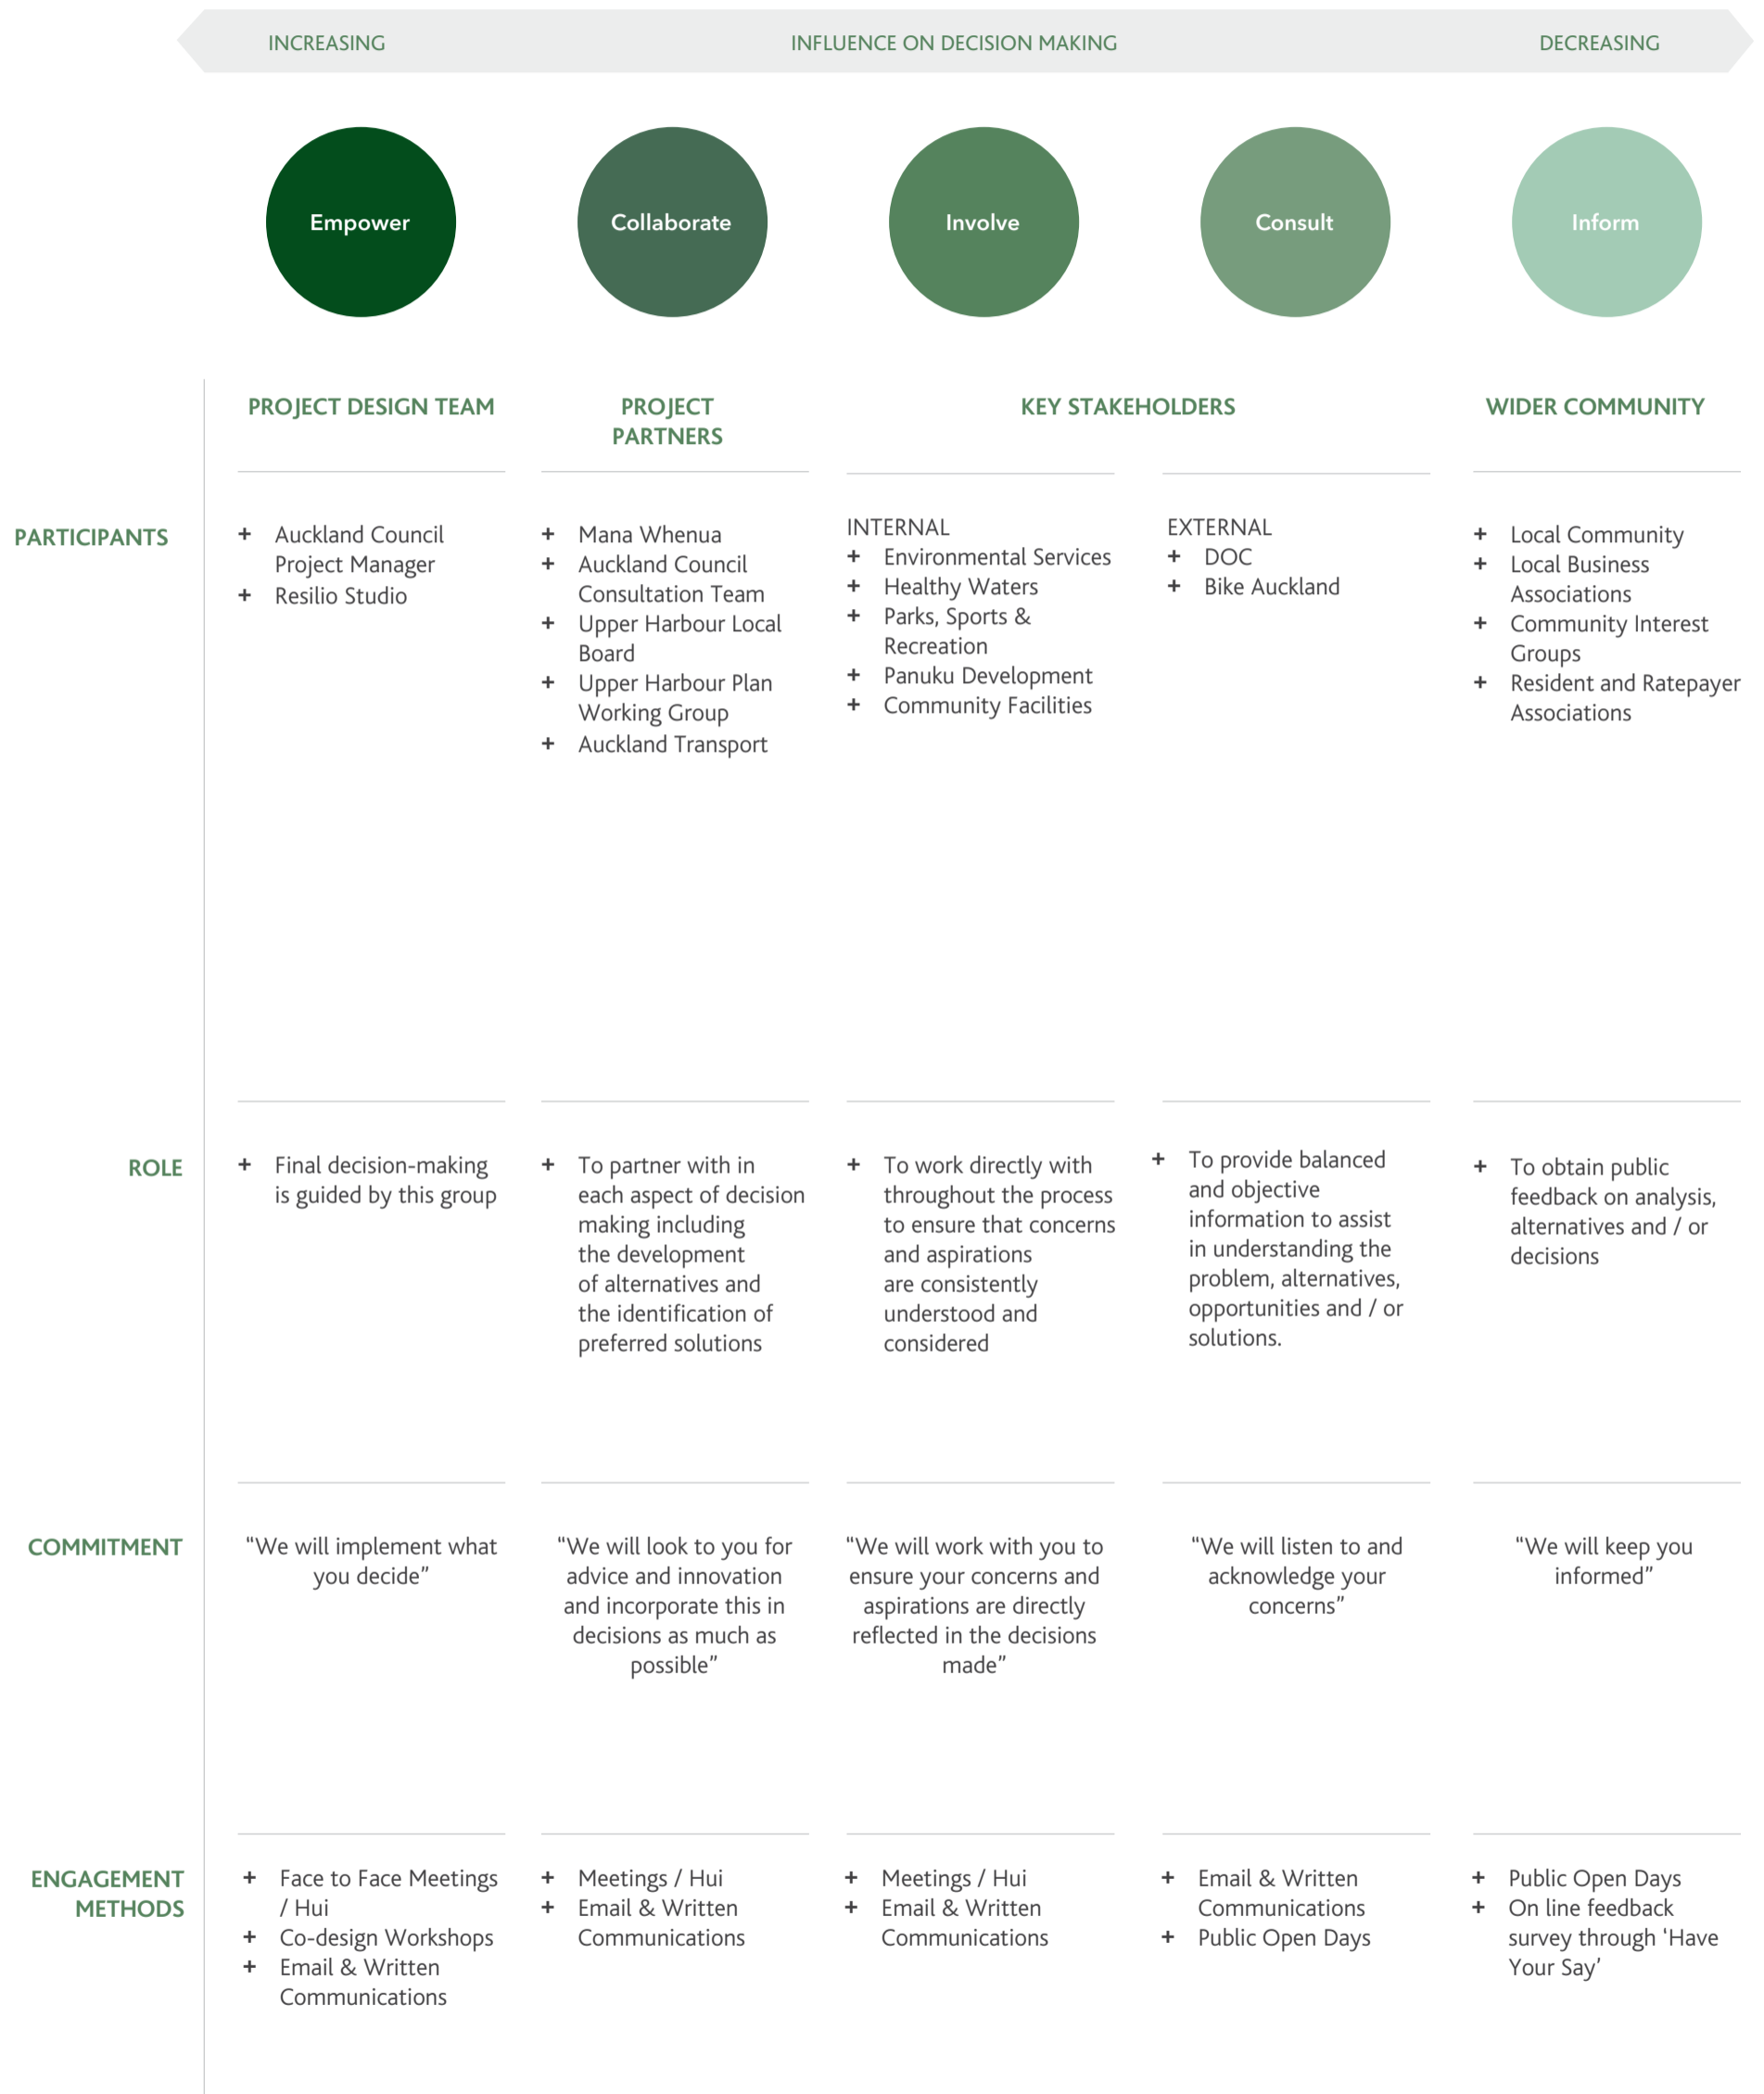 INCREASING
INFLUENCE ON DECISION MAKING
DECREASING
Empower
Collaborate
Involve
Consult
Inform
PROJECT DESIGN TEAM
PROJECT
PARTNERS
KEY STAKEHOLDERS
WIDER COMMUNITY
PARTICIPANTS
+ Auckland Council
Project Manager
+ Resilio Studio
+ Mana Whenua
+ Auckland Council
Consultation Team
+ Upper Harbour Local
Board
+ Upper Harbour Plan
Working Group
+ Auckland Transport
INTERNAL
+ Environmental Services
+ Healthy Waters
+ Parks, Sports &
Recreation
+ Panuku Development
+ Community Facilities
EXTERNAL
+ DOC
+ Bike Auckland
+ Local Community
+ Local Business
Associations
+ Community Interest
Groups
+ Resident and Ratepayer
Associations
ROLE
+ Final decision-making
is guided by this group
+ To partner with in
each aspect of decision
making including
the development
of alternatives and
the identification of
preferred solutions
+ To work directly with
throughout the process
to ensure that concerns
and aspirations
are consistently
understood and
considered
+ To provide balanced
and objective
information to assist
in understanding the
problem, alternatives,
opportunities and / or
solutions.
+ To obtain public
feedback on analysis,
alternatives and / or
decisions
COMMITMENT
“We will implement what
you decide”
“We will look to you for
advice and innovation
and incorporate this in
decisions as much as
possible”
“We will work with you to
ensure your concerns and
aspirations are directly
reflected in the decisions
made”
“We will listen to and
acknowledge your
concerns”
“We will keep you
informed”
ENGAGEMENT
METHODS
+ Face to Face Meetings
/ Hui
+ Co-design Workshops
+ Email & Written
Communications
+ Meetings / Hui
+ Email & Written
Communications
+ Meetings / Hui
+ Email & Written
Communications
+ Email & Written
Communications
+ Public Open Days
+ Public Open Days
+ On line feedback
survey through ‘Have
Your Say’